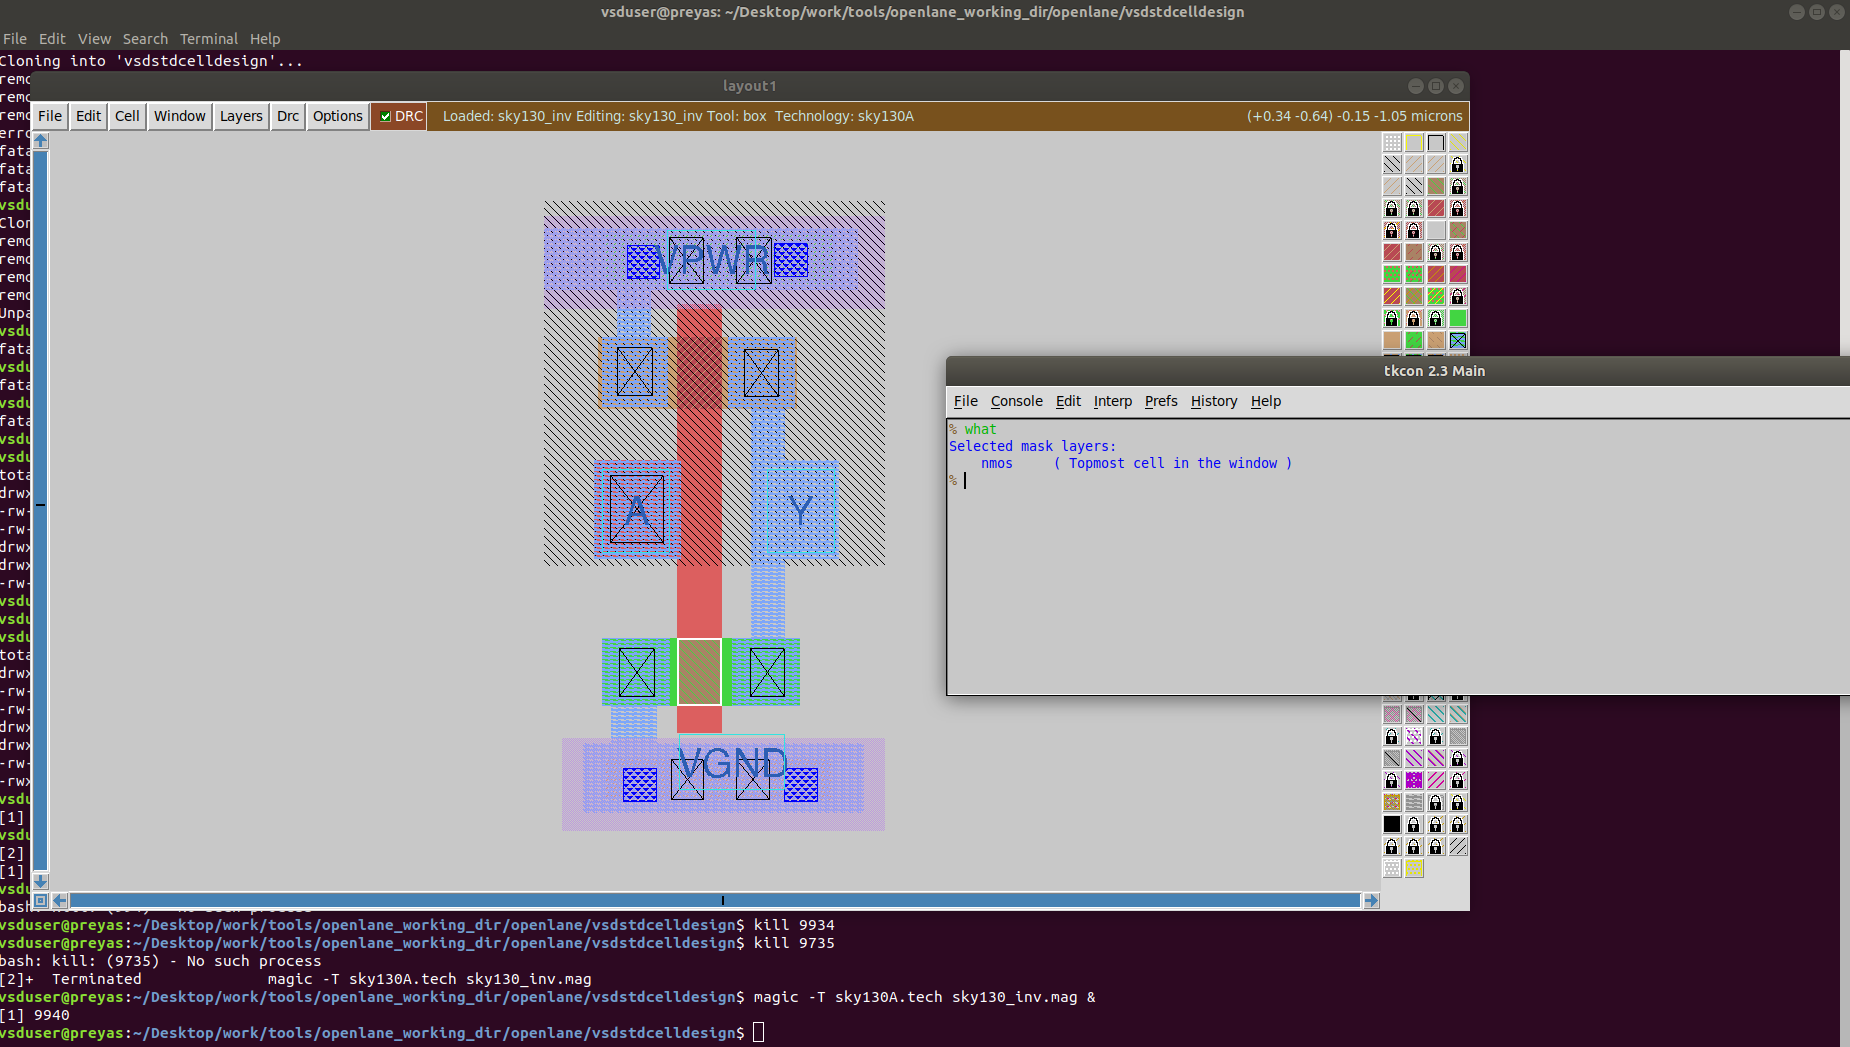 vsduser@preyas: ~/Desktop/work/tools/openlane_working_dir/openlane/vsdstdcelldesign
File Edit View Search Terminal Help
Cloning into 'vsdstdcelldesign'...
layout1
File Edit Cell Window Layers Drc Options DRC Loaded: sky130_inv Editing: sky130_inv Tool: box Technology: sky130A (+0.34 -0.64) -0.15 -1.05 microns
VPWR
A
Y
VGND
tkcon 2.3 Main
File Console Edit Interp Prefs History Help
% what
Selected mask layers:
nmos ( Topmost cell in the window )
%
[1]
[2]
[1]
vsduser@preyas:~/Desktop/work/tools/openlane_working_dir/openlane/vsdstdcelldesign$ kill 9934
vsduser@preyas:~/Desktop/work/tools/openlane_working_dir/openlane/vsdstdcelldesign$ kill 9735
bash: kill: (9735) - No such process
[2]+ Terminated magic -T sky130A.tech sky130_inv.mag
vsduser@preyas:~/Desktop/work/tools/openlane_working_dir/openlane/vsdstdcelldesign$ magic -T sky130A.tech sky130_inv.mag &
[1] 9940
vsduser@preyas:~/Desktop/work/tools/openlane_working_dir/openlane/vsdstdcelldesign$